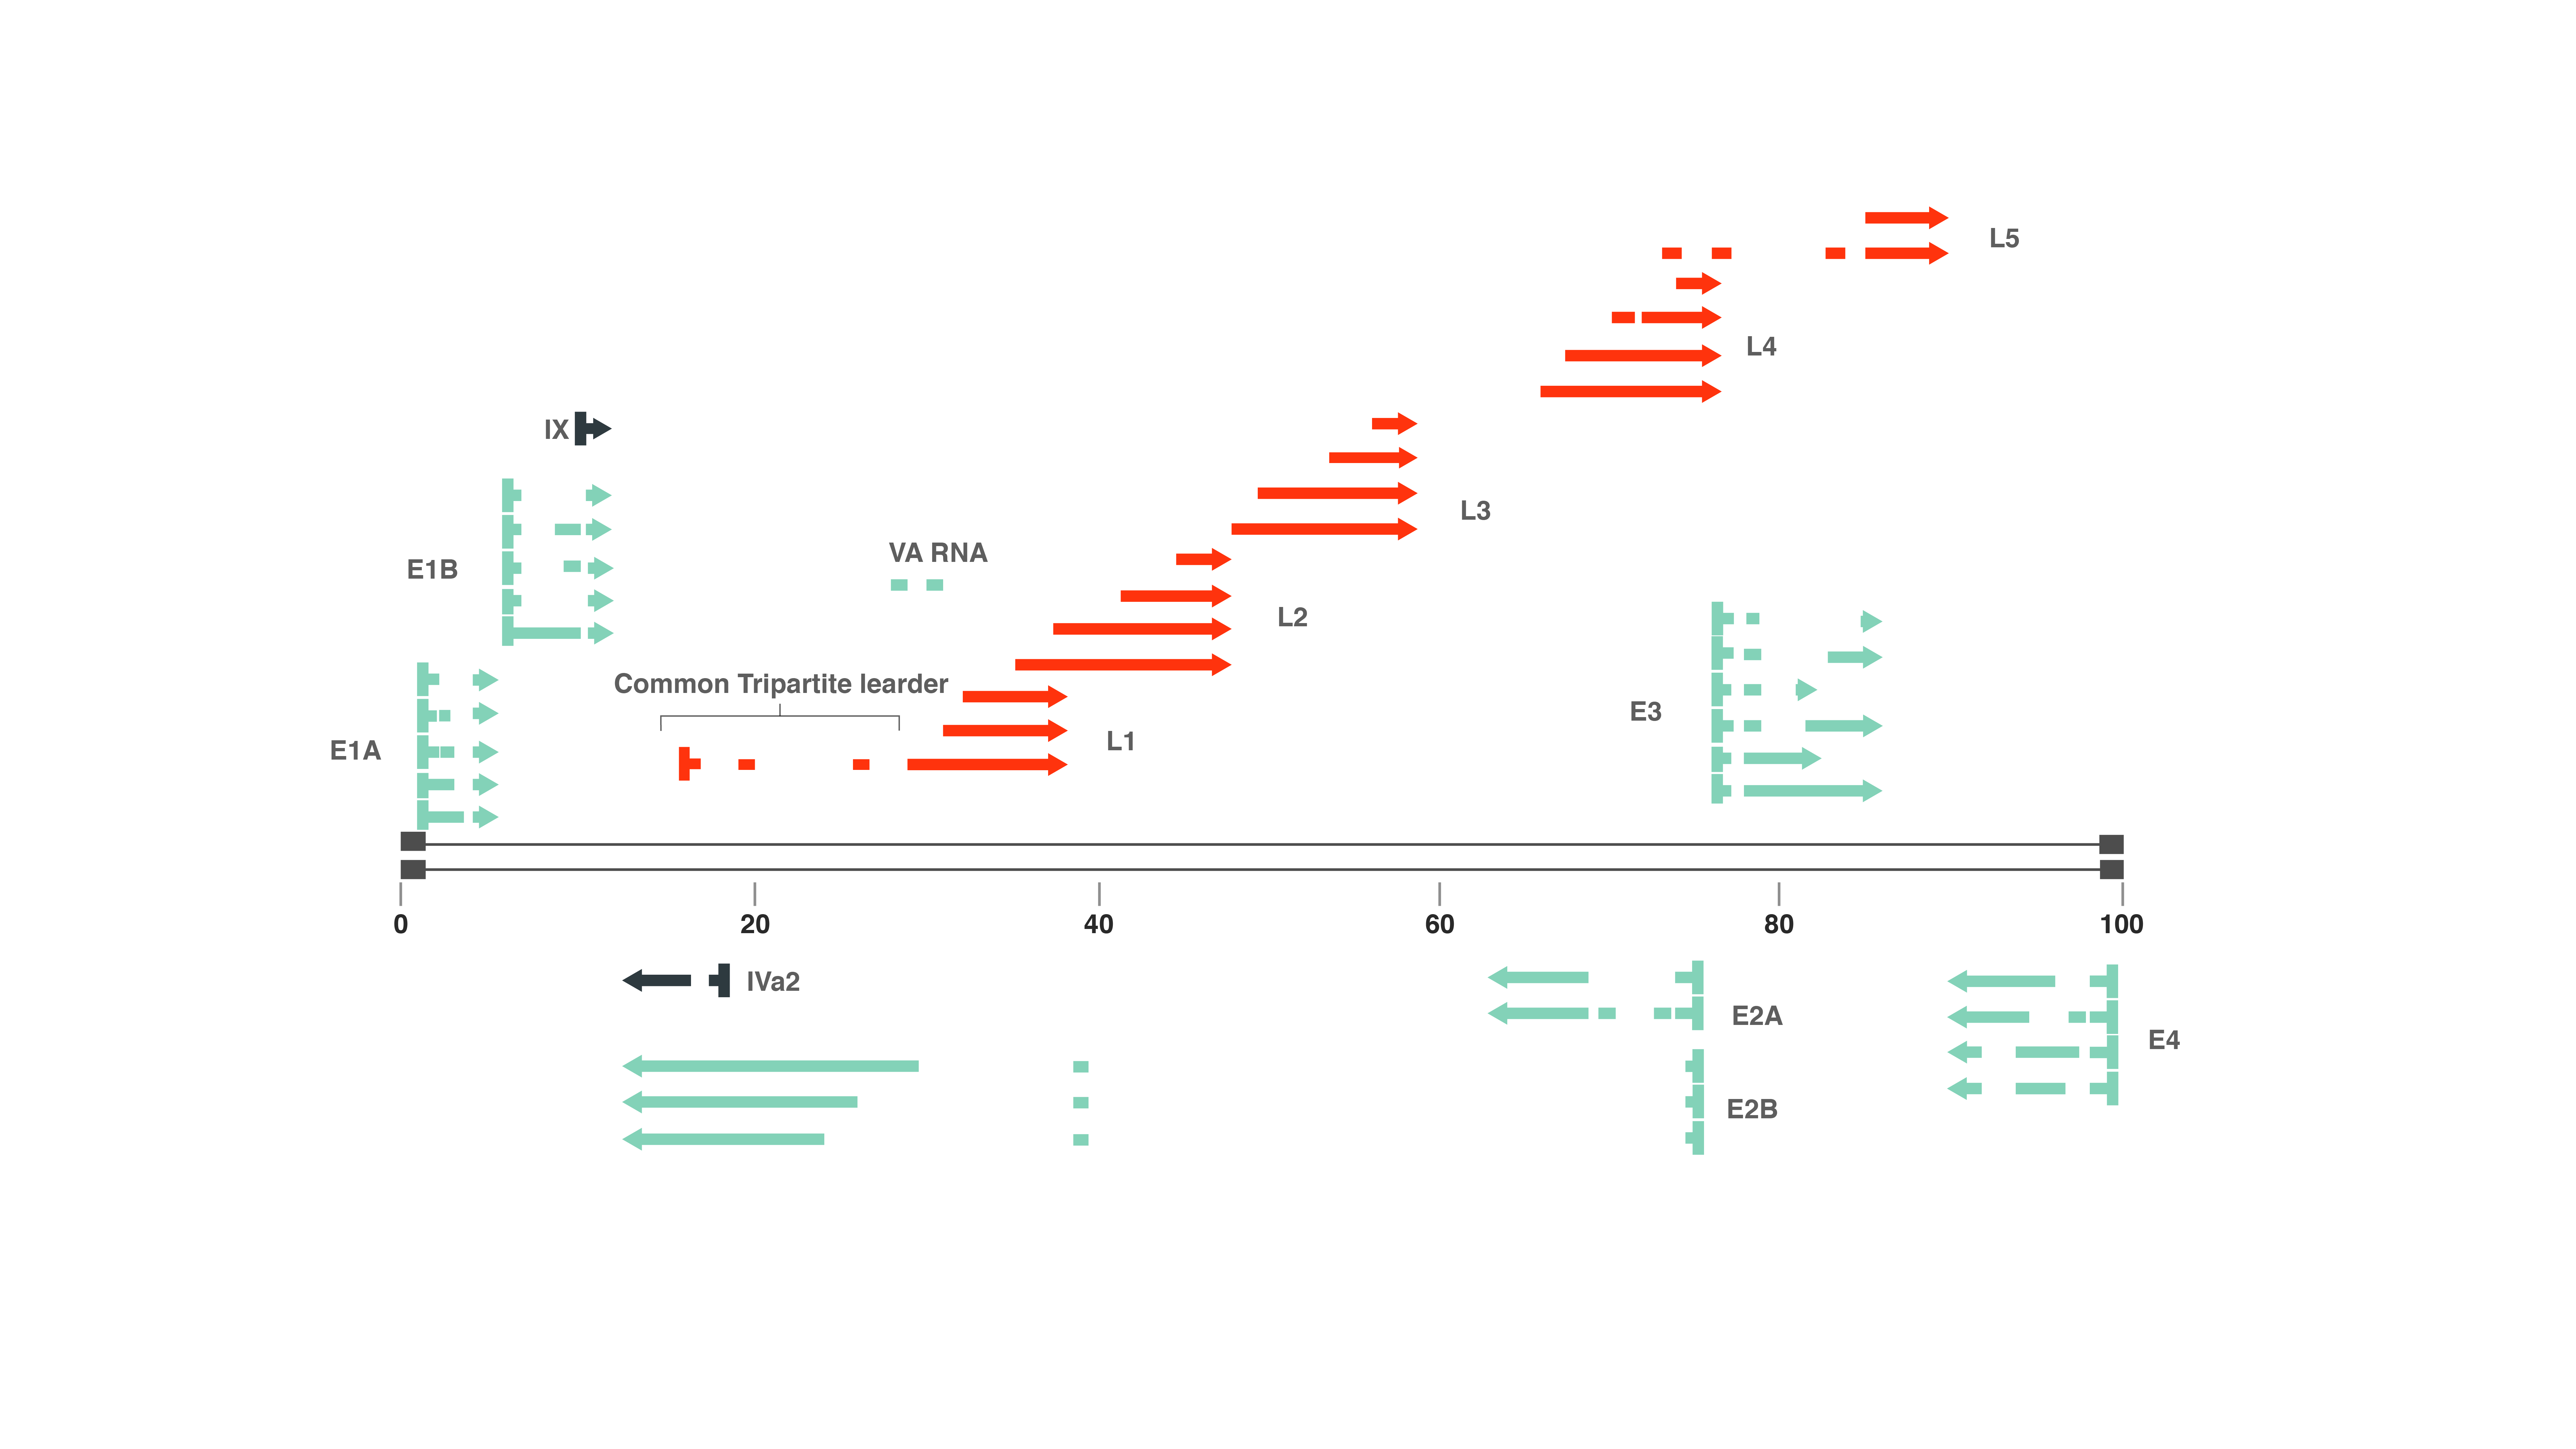 L5
L4
IX
L3
VA RNA
E1B
L2
Common Tripartite learder
E3
L1
E1A
0 20 40 60 80 100
IVa2
E2A
E4
E2B